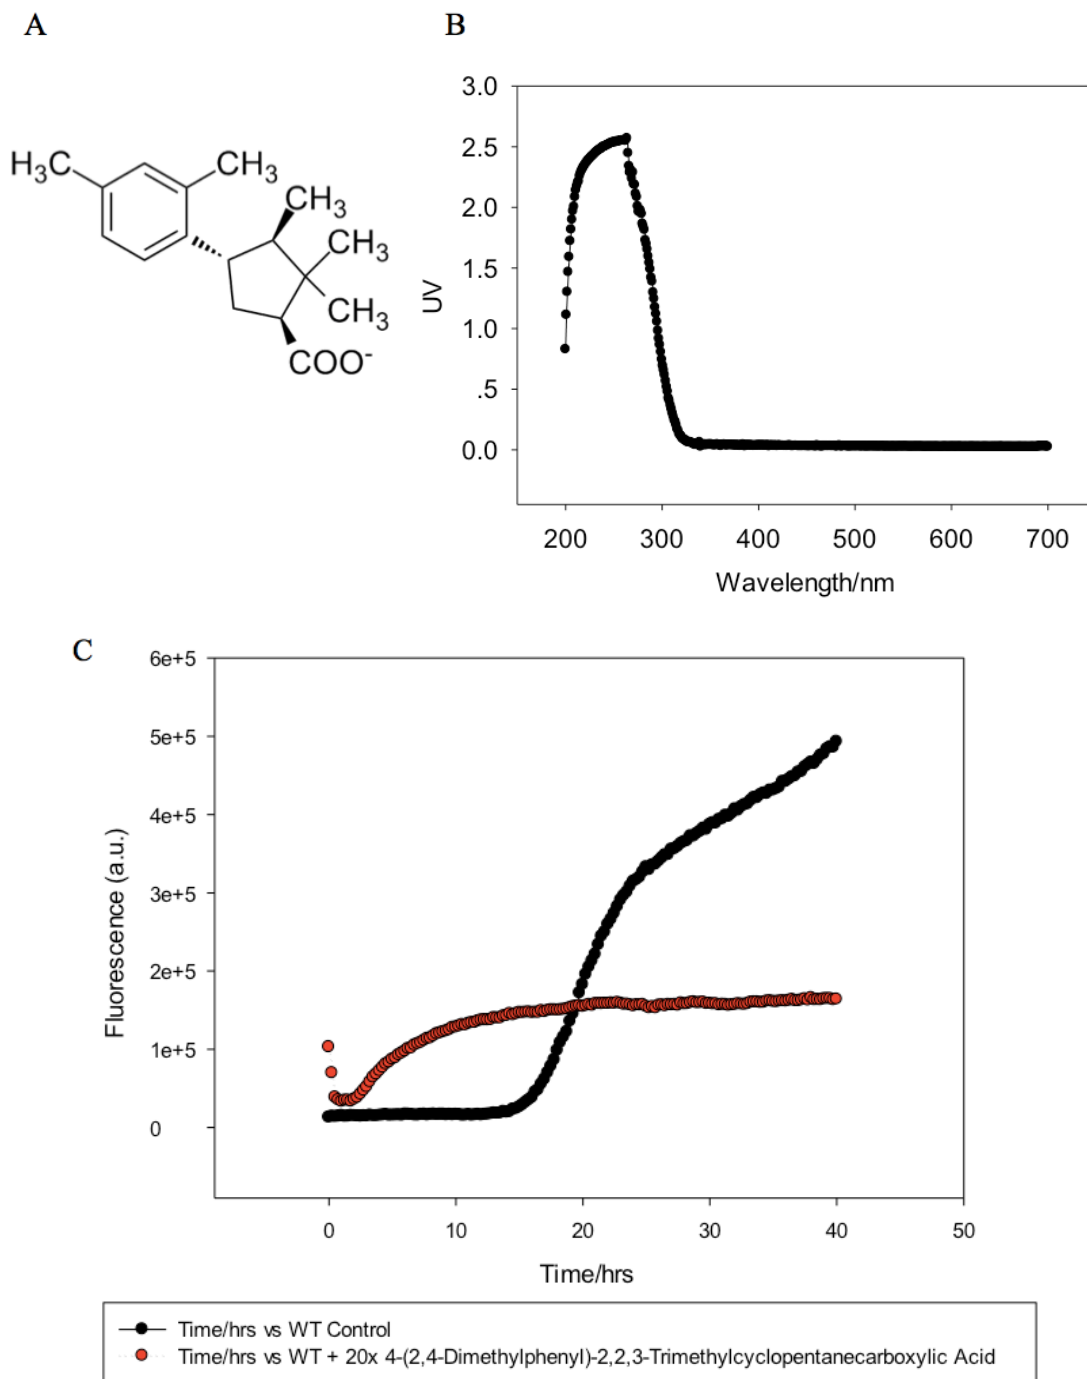 A
B
H₃C
CH₃
CH₃
CH₃
CH₃
COO⁻
3.0
2.5
2.0
1.5
1.0
.5
0.0
UV
200 300 400 500 600 700
Wavelength/nm
C
6e+5
5e+5
4e+5
3e+5
2e+5
1e+5
0
Fluorescence (a.u.)
0 10 20 30 40 50
Time/hrs
Time/hrs vs WT Control
Time/hrs vs WT + 20x 4-(2,4-Dimethylphenyl)-2,2,3-Trimethylcyclopentanecarboxylic Acid